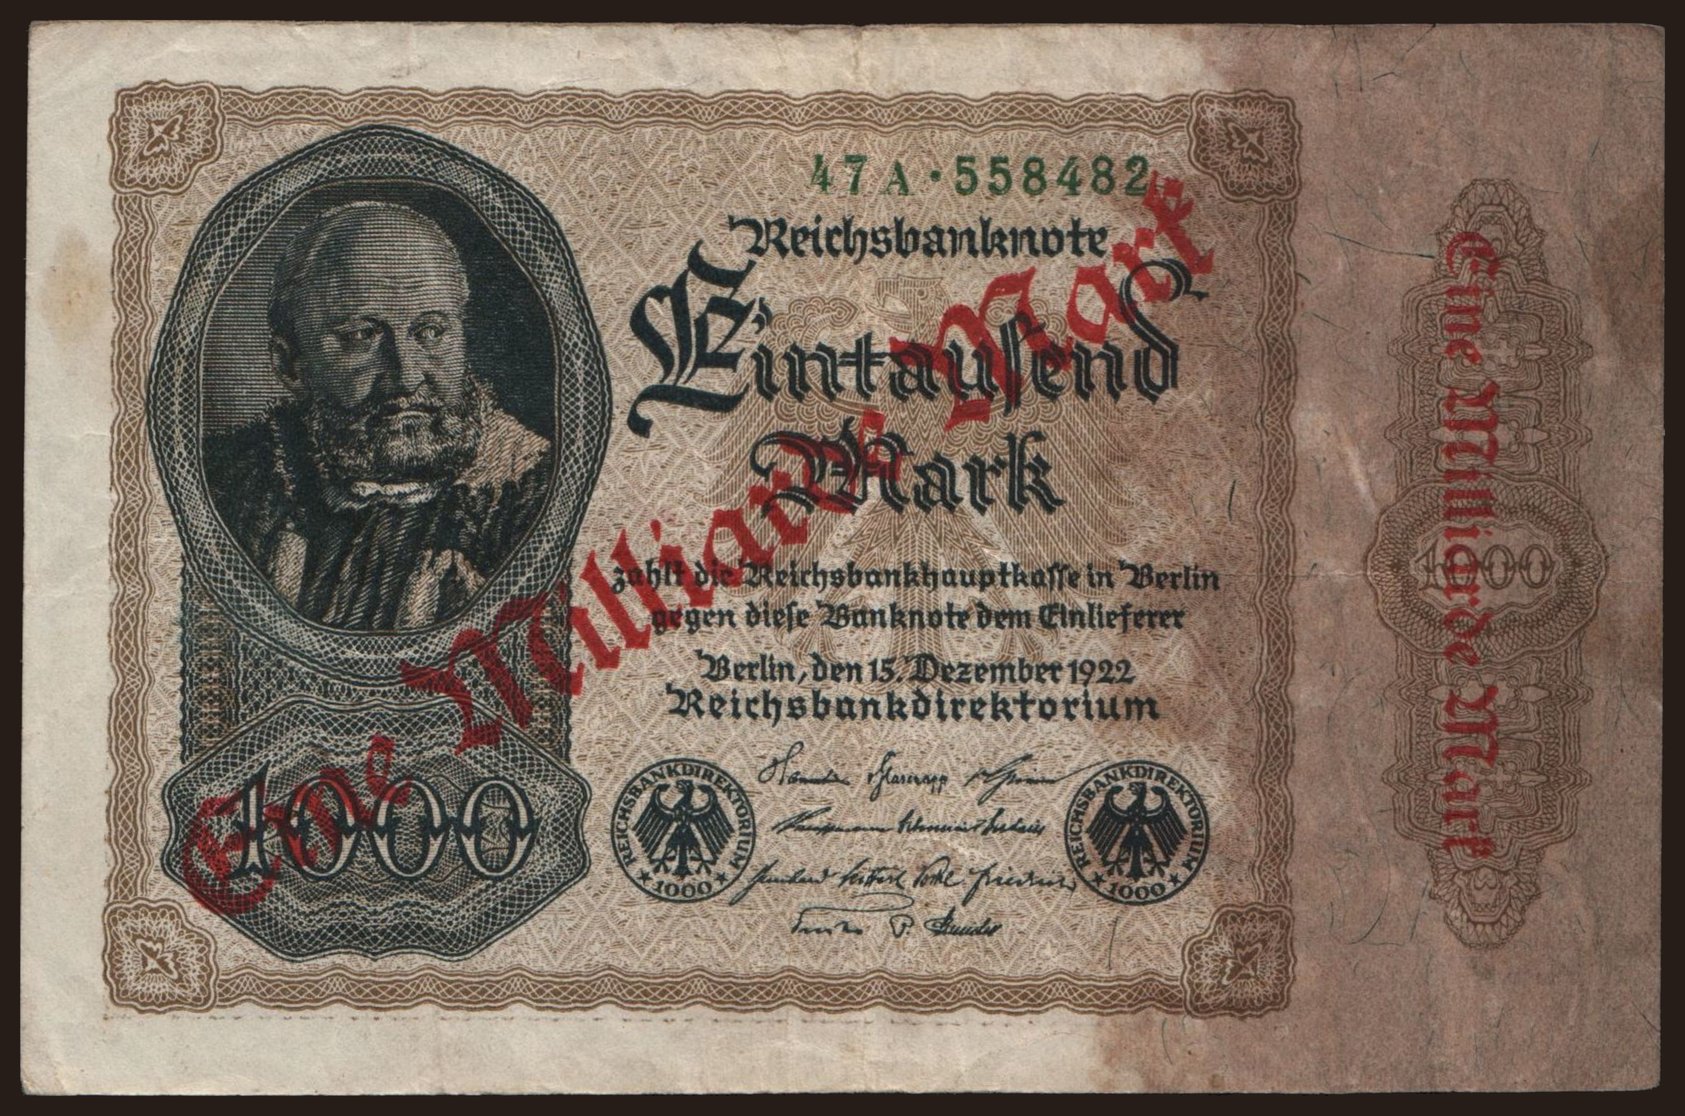 47A·558482
Reichsbanknote
Eintausend
Mark
zahlt die Reichsbankhauptkasse in Berlin
gegen diese Banknote dem Einlieferer
Berlin, den 15. Dezember 1922
Reichsbankdirektorium
1000
REICHSBANKDIREKTORIUM
★ 1000 ★
REICHSBANKDIREKTORIUM
★ 1000 ★
Eine Milliarde Mark
Eine Milliarde Mark
1000